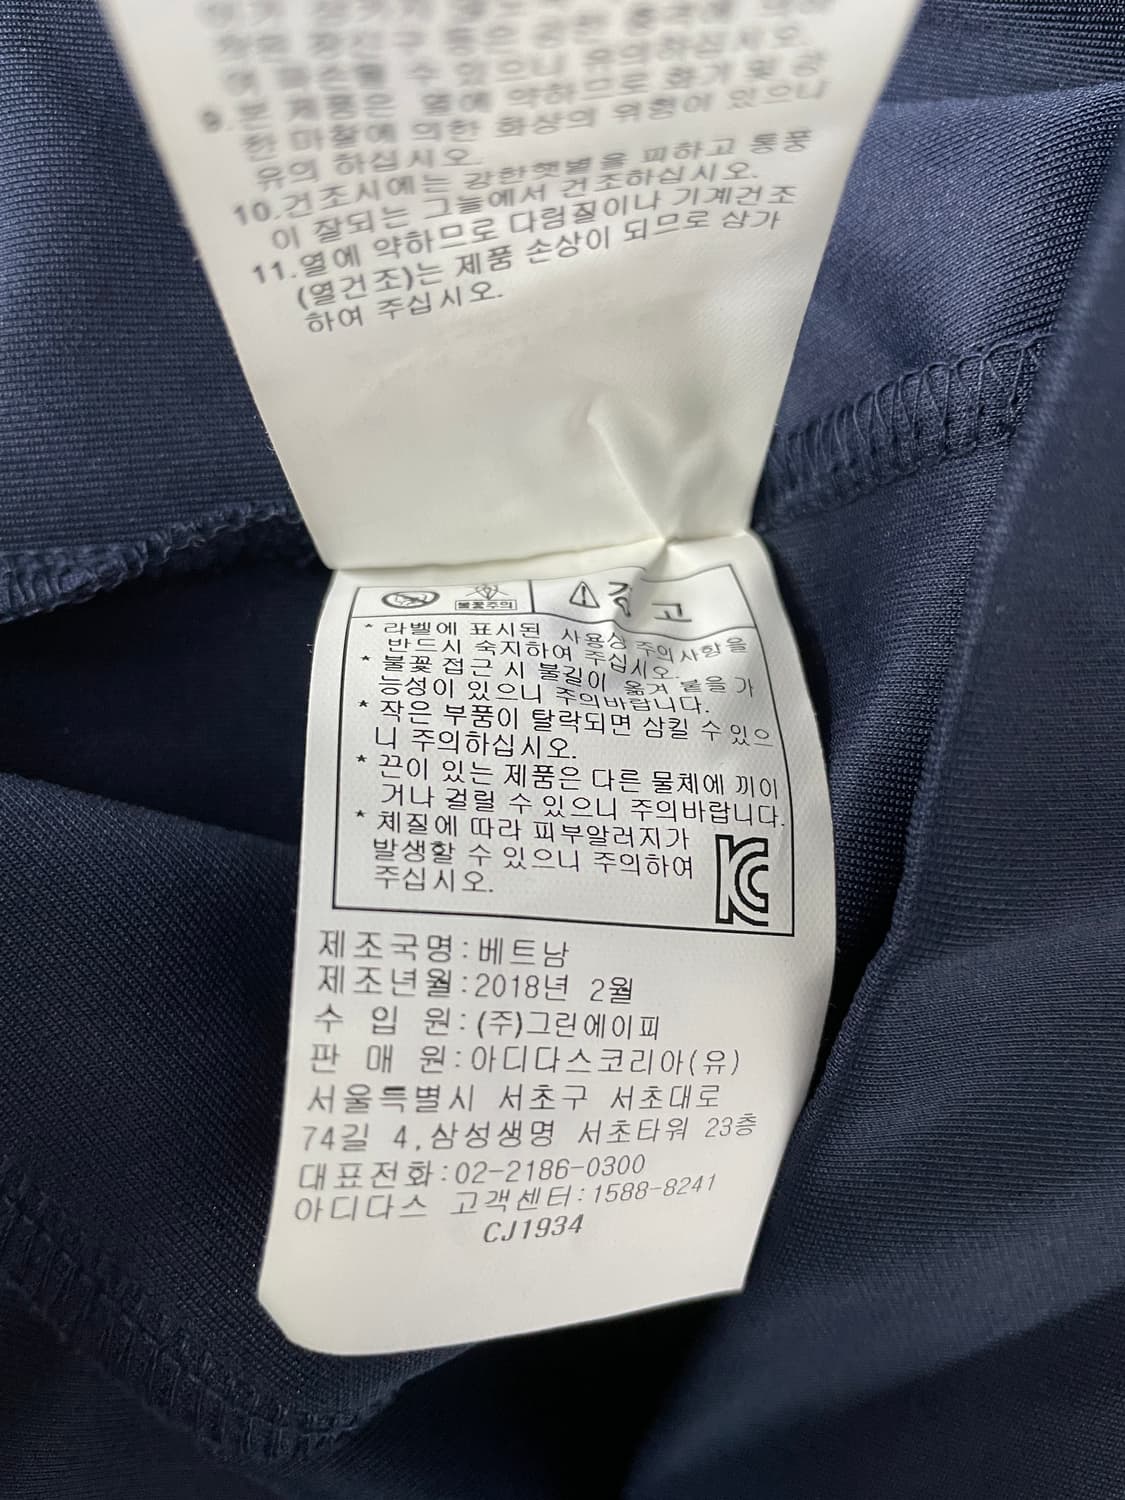 9.본 제품은 열에 약하므로 화기 및 강
한 마찰에 의한 화상의 위험이 있으니
유의 하십시오.
10.건조시에는 강한햇볕을 피하고 통풍
이 잘되는 그늘에서 건조하십시오.
11.열에 약하므로 다림질이나 기계건조
(열건조)는 제품 손상이 되므로 삼가
하여 주십시오.
불꽃주의 경고
* 라벨에 표시된 사용상 주의사항을
반드시 숙지하여 주십시오.
* 불꽃 접근 시 불길이 옮겨 붙을 가
능성이 있으니 주의바랍니다.
* 작은 부품이 탈락되면 삼킬 수 있으
니 주의하십시오.
* 끈이 있는 제품은 다른 물체에 끼이
거나 걸릴 수 있으니 주의바랍니다.
* 체질에 따라 피부알러지가
발생할 수 있으니 주의하여
주십시오.
KC
제조국명:베트남
제조년월:2018년 2월
수 입 원:(주)그린에이피
판 매 원:아디다스코리아(유)
서울특별시 서초구 서초대로
74길 4,삼성생명 서초타워 23층
대표전화:02-2186-0300
아디다스 고객센터:1588-8241
CJ1934